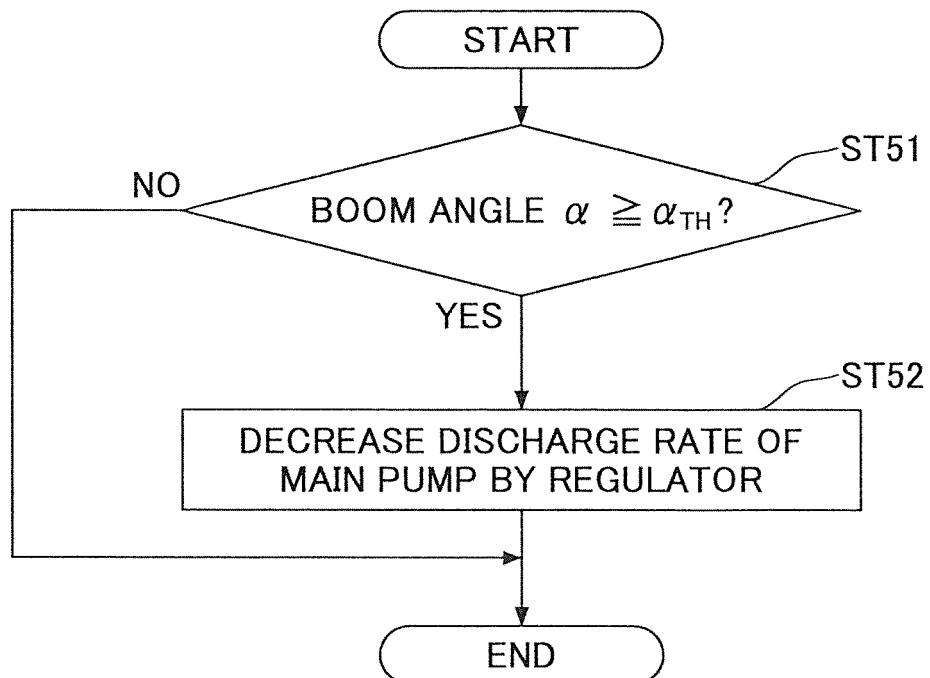 START
ST51
NO
BOOM ANGLE α ≧ αTH?
YES
ST52
DECREASE DISCHARGE RATE OF
MAIN PUMP BY REGULATOR
END